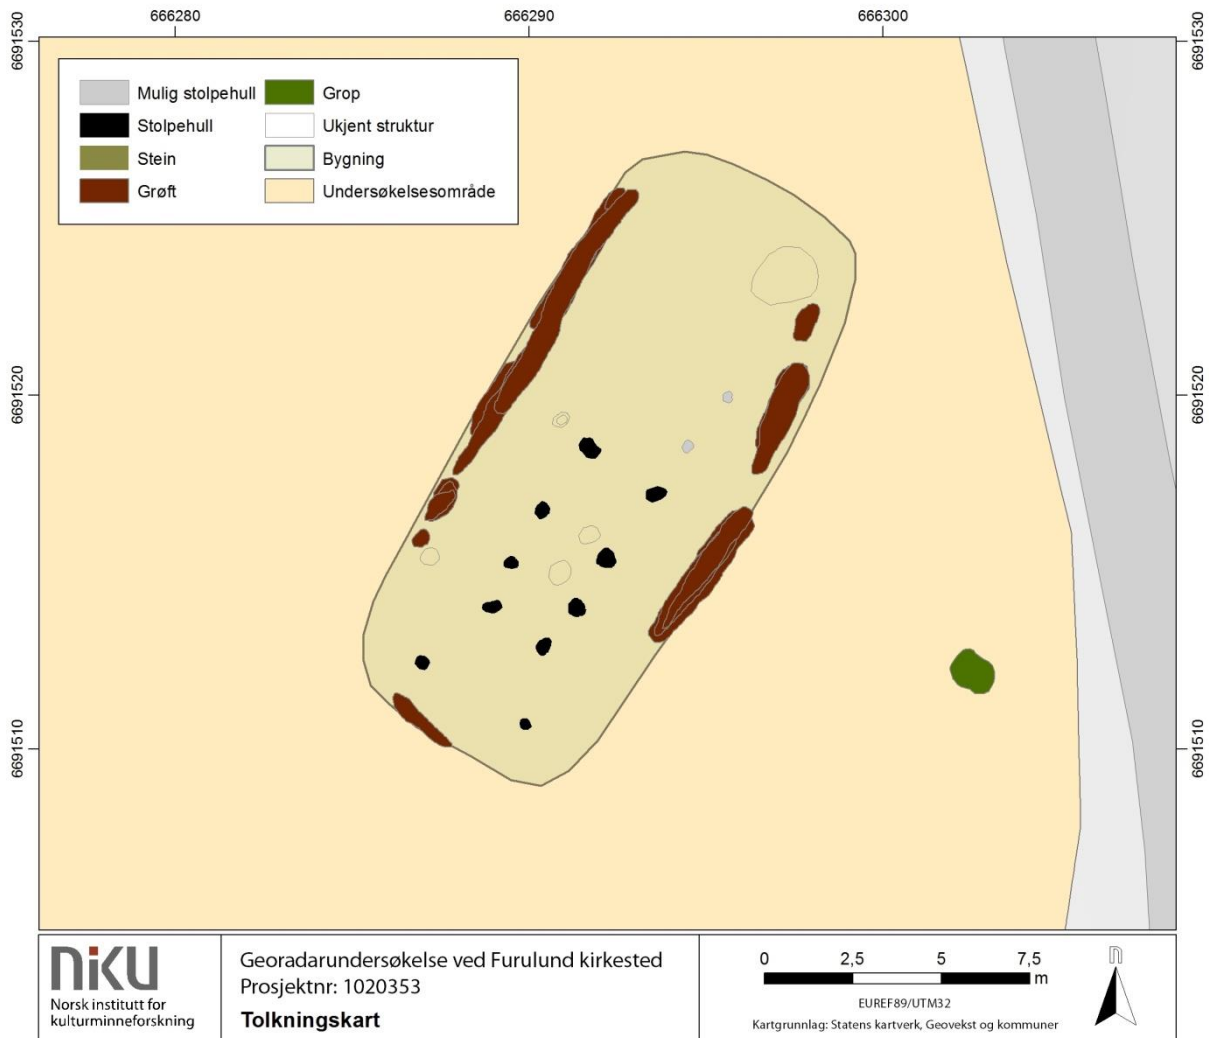 666280
666290
666300
6691530
6691530
Mulig stolpehull
Grop
Stolpehull
Ukjent struktur
Stein
Bygning
Grøft
Undersøkelsesområde
6691520
6691520
6691510
6691510
NIKU
Norsk institutt for
kulturminneforskning
Georadarundersøkelse ved Furulund kirkested
Prosjektnr: 1020353
Tolkningskart
0 2,5 5 7,5
m
EUREF89/UTM32
Kartgrunnlag: Statens kartverk, Geovekst og kommuner
n